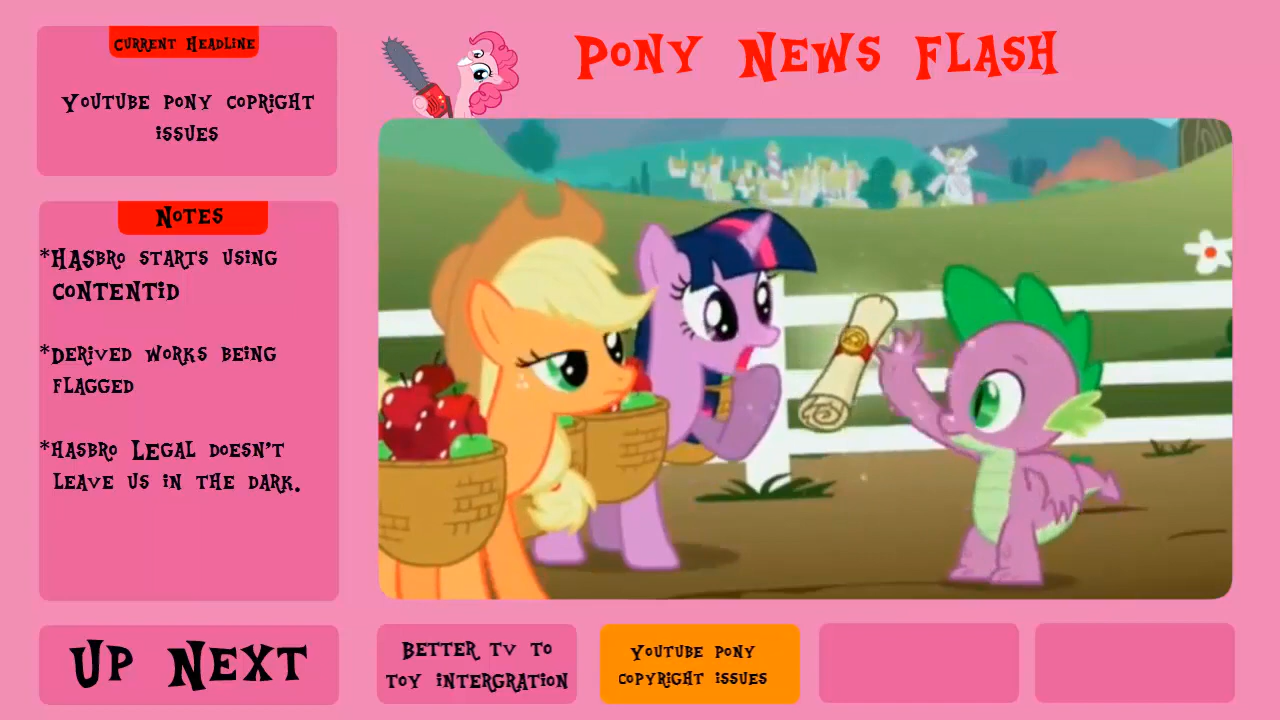 Current Headline
Youtube pony copright
issues
Pony News Flash
Notes
*Hasbro starts using
contentid
*Derived works being
flagged
*Hasbro Legal doesn't
leave us in the dark.
Up Next
Better tv to
toy intergration
Youtube pony
copyright issues